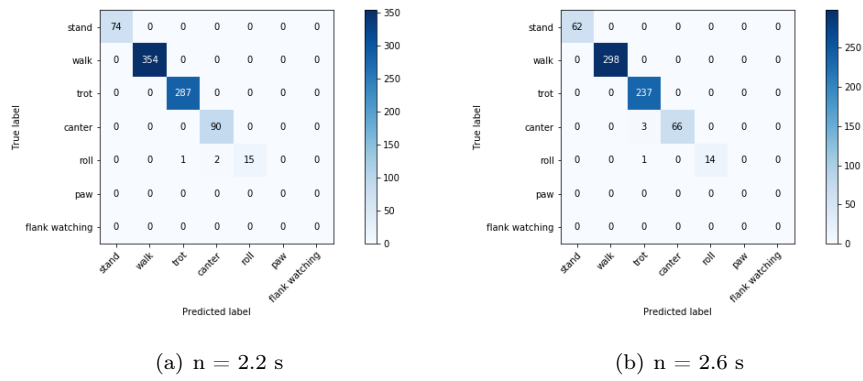 stand 74 0 0 0 0 0 0
walk 0 354 0 0 0 0 0
trot 0 0 287 0 0 0 0
canter 0 0 0 90 0 0 0
roll 0 0 1 2 15 0 0
paw 0 0 0 0 0 0 0
flank watching 0 0 0 0 0 0 0
True label
stand walk trot canter roll paw flank watching
Predicted label
350
300
250
200
150
100
50
0
(a) n = 2.2 s
stand 62 0 0 0 0 0 0
walk 0 298 0 0 0 0 0
trot 0 0 237 0 0 0 0
canter 0 0 3 66 0 0 0
roll 0 0 1 0 14 0 0
paw 0 0 0 0 0 0 0
flank watching 0 0 0 0 0 0 0
True label
stand walk trot canter roll paw flank watching
Predicted label
250
200
150
100
50
0
(b) n = 2.6 s